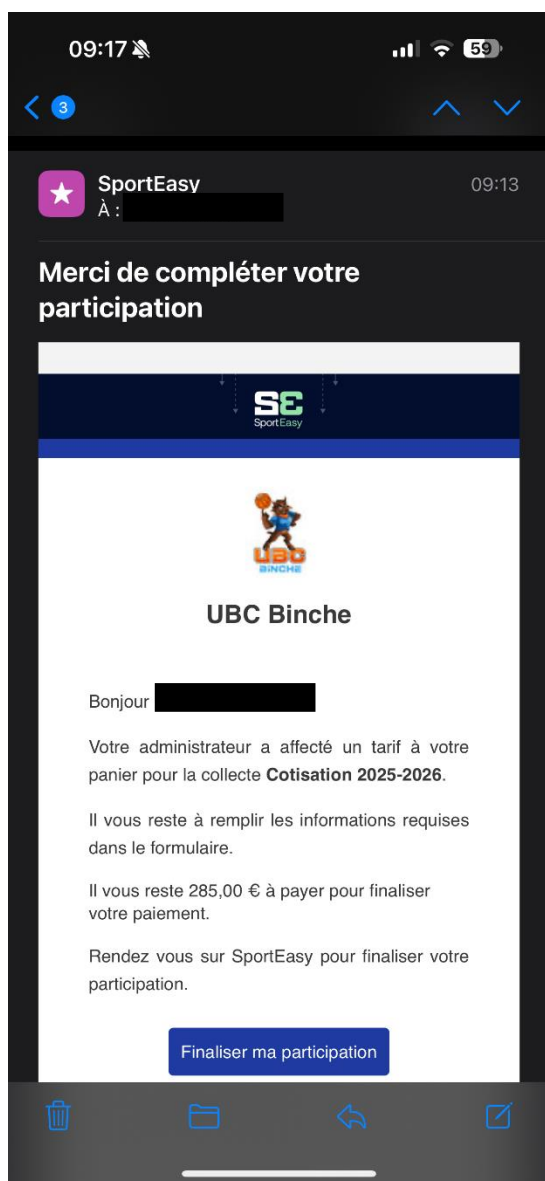 09:17
59
3
SportEasy
09:13
À :
Merci de compléter votre
participation
SE
SportEasy
UBC
BINCHE
UBC Binche
Bonjour
Votre administrateur a affecté un tarif à votre
panier pour la collecte Cotisation 2025-2026.
Il vous reste à remplir les informations requises
dans le formulaire.
Il vous reste 285,00 € à payer pour finaliser
votre paiement.
Rendez vous sur SportEasy pour finaliser votre
participation.
Finaliser ma participation